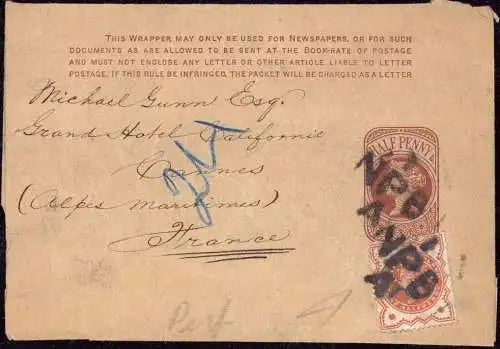 THIS WRAPPER MAY ONLY BE USED FOR NEWSPAPERS, OR FOR SUCH
DOCUMENTS AS ARE ALLOWED TO BE SENT AT THE BOOK-RATE OF POSTAGE
AND MUST NOT ENCLOSE ANY LETTER OR OTHER ARTICLE LIABLE TO LETTER
POSTAGE. IF THIS RULE BE INFRINGED, THE PACKET WILL BE CHARGED AS A LETTER
Michael Gunn Esq.
Grand Hotel Californie
Cannes
(Alpes maritimes)
France
HALF PENNY
NPB
A
NPB
A